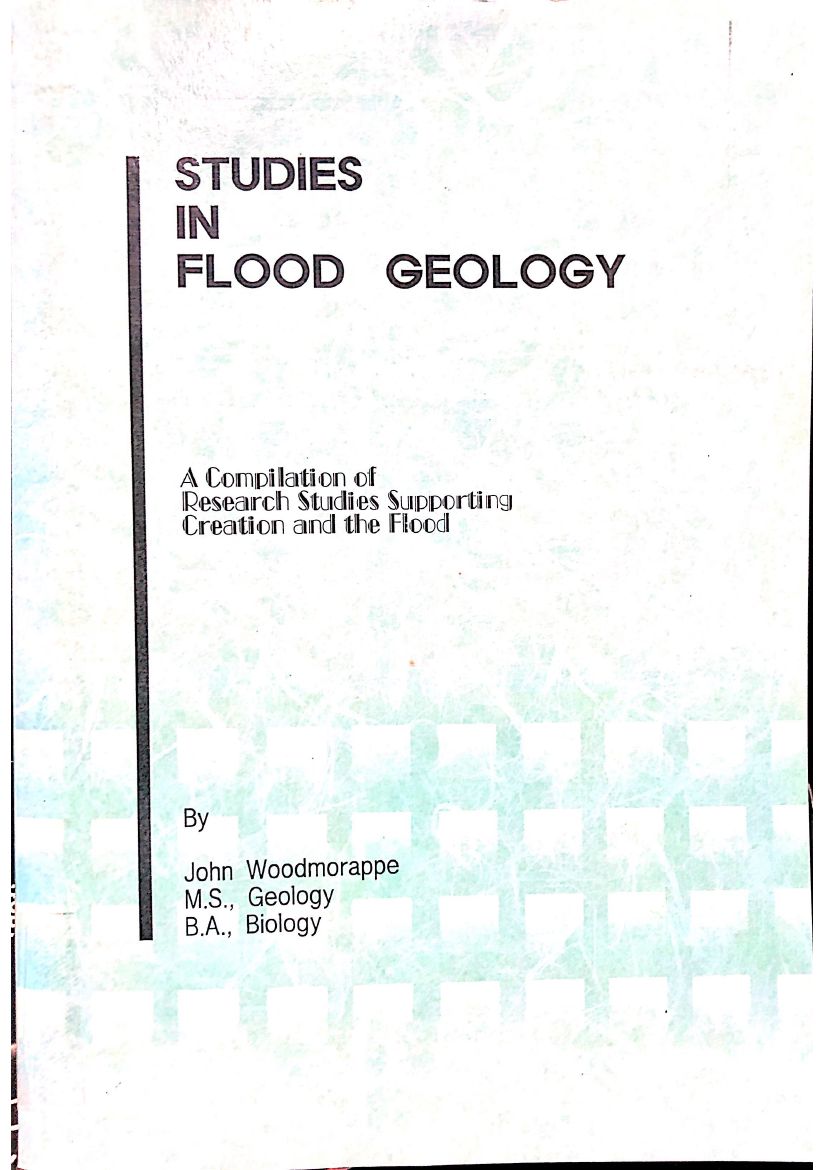 STUDIES
IN
FLOOD GEOLOGY
A Compilation of
Research Studies Supporting
Creation and the Flood
By
John Woodmorappe
M.S., Geology
B.A., Biology